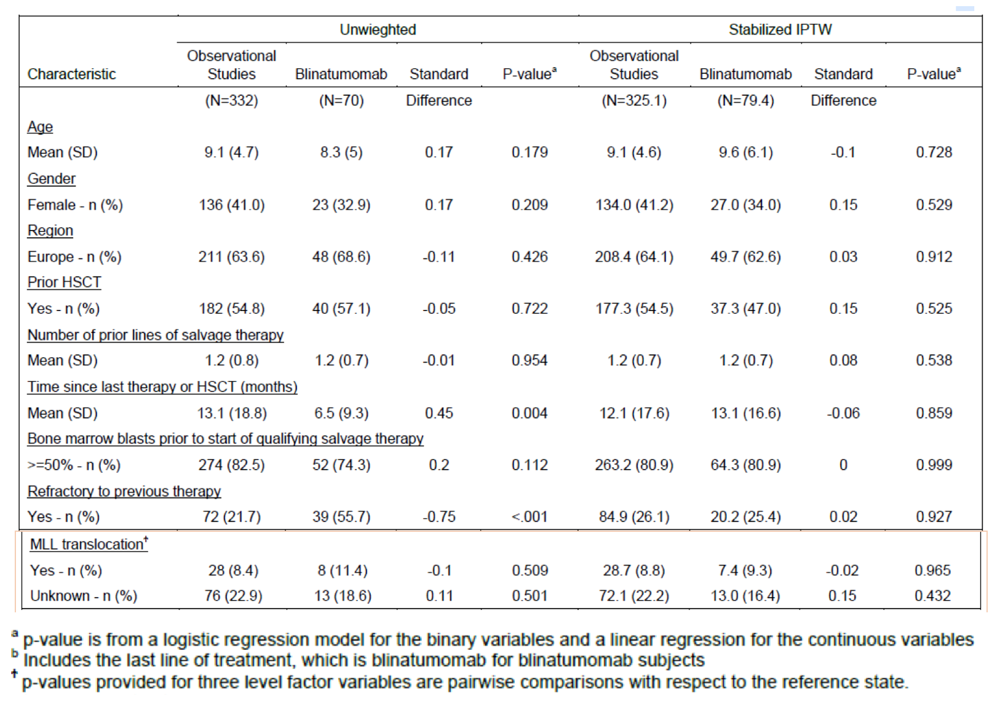 Unwieghted Stabilized IPTW
Observational Observational
Characteristic Studies Blinatumomab Standard P-valueᵃ Studies Blinatumomab Standard P-valueᵃ
(N=332) (N=70) Difference (N=325.1) (N=79.4) Difference
Age
Mean (SD) 9.1 (4.7) 8.3 (5) 0.17 0.179 9.1 (4.6) 9.6 (6.1) -0.1 0.728
Gender
Female - n (%) 136 (41.0) 23 (32.9) 0.17 0.209 134.0 (41.2) 27.0 (34.0) 0.15 0.529
Region
Europe - n (%) 211 (63.6) 48 (68.6) -0.11 0.426 208.4 (64.1) 49.7 (62.6) 0.03 0.912
Prior HSCT
Yes - n (%) 182 (54.8) 40 (57.1) -0.05 0.722 177.3 (54.5) 37.3 (47.0) 0.15 0.525
Number of prior lines of salvage therapy
Mean (SD) 1.2 (0.8) 1.2 (0.7) -0.01 0.954 1.2 (0.7) 1.2 (0.7) 0.08 0.538
Time since last therapy or HSCT (months)
Mean (SD) 13.1 (18.8) 6.5 (9.3) 0.45 0.004 12.1 (17.6) 13.1 (16.6) -0.06 0.859
Bone marrow blasts prior to start of qualifying salvage therapy
>=50% - n (%) 274 (82.5) 52 (74.3) 0.2 0.112 263.2 (80.9) 64.3 (80.9) 0 0.999
Refractory to previous therapy
Yes - n (%) 72 (21.7) 39 (55.7) -0.75 <.001 84.9 (26.1) 20.2 (25.4) 0.02 0.927
MLL translocation†
Yes - n (%) 28 (8.4) 8 (11.4) -0.1 0.509 28.7 (8.8) 7.4 (9.3) -0.02 0.965
Unknown - n (%) 76 (22.9) 13 (18.6) 0.11 0.501 72.1 (22.2) 13.0 (16.4) 0.15 0.432
ᵃ p-value is from a logistic regression model for the binary variables and a linear regression for the continuous variables
ᵇ Includes the last line of treatment, which is blinatumomab for blinatumomab subjects
† p-values provided for three level factor variables are pairwise comparisons with respect to the reference state.